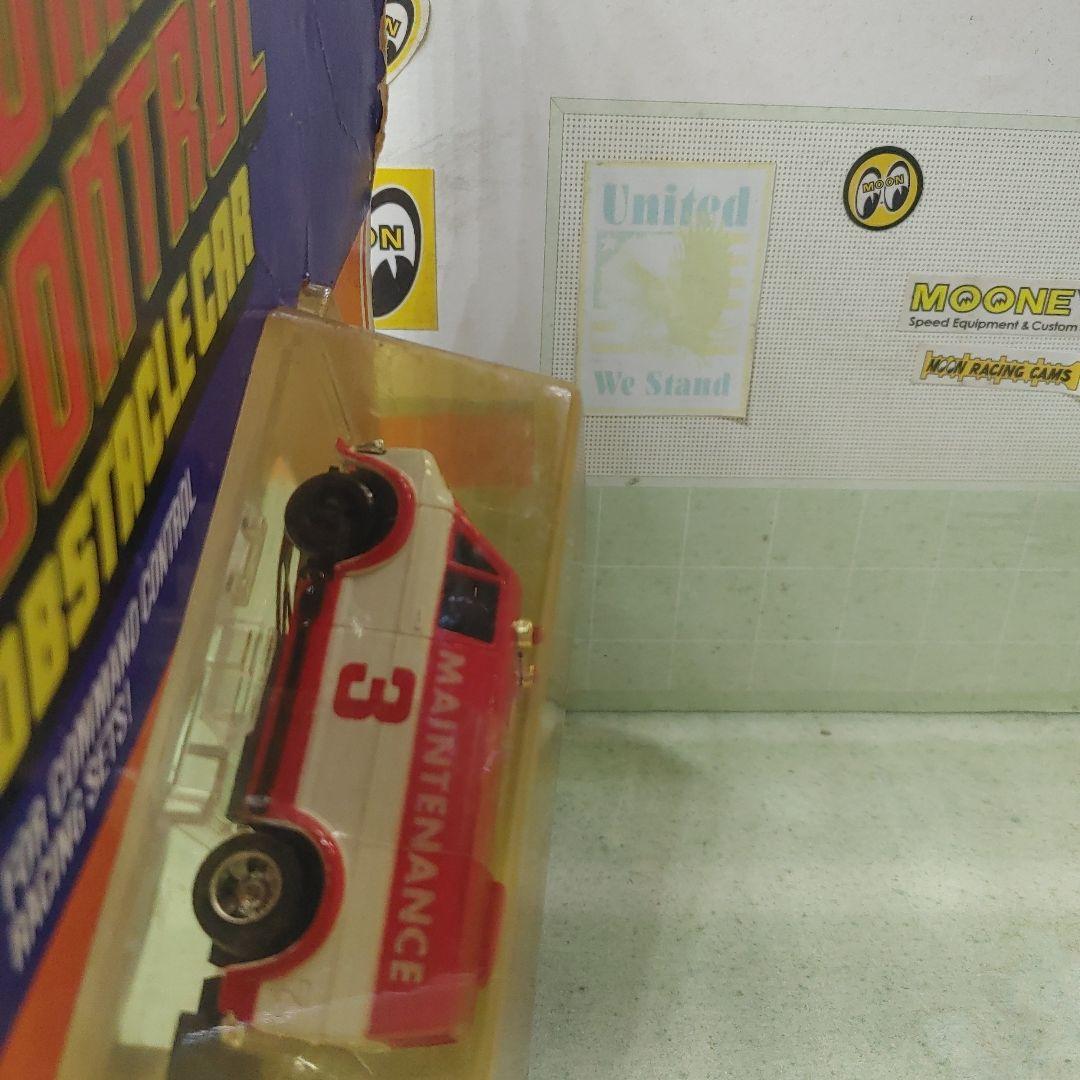 CONTROL
OBSTACLE CAR
FOR COMMAND CONTROL
RACING SETS!
3
MAINTENANCE
United
We Stand
MOON
MOONEY
Speed Equipment & Custom
MOON RACING CAMS